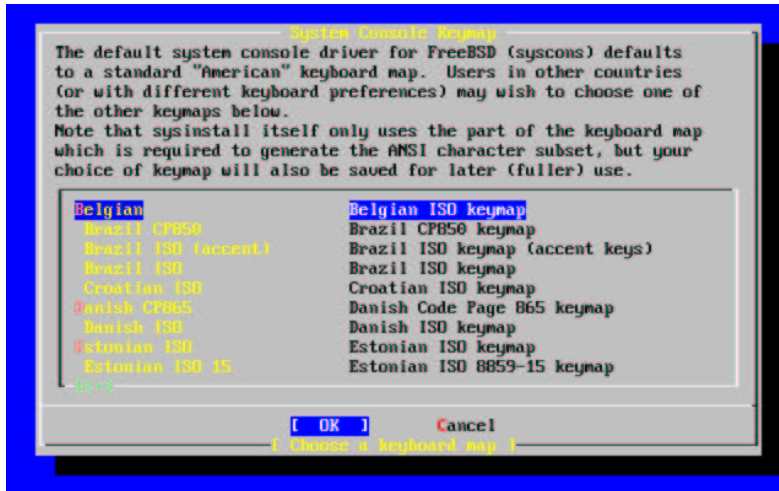 System Console Keymap
The default system console driver for FreeBSD (syscons) defaults
to a standard "American" keyboard map.  Users in other countries
(or with different keyboard preferences) may wish to choose one of
the other keymaps below.
Note that sysinstall itself only uses the part of the keyboard map
which is required to generate the ANSI character subset, but your
choice of keymap will also be saved for later (fuller) use.
Belgian Belgian ISO keymap
Brazil CP850 Brazil CP850 keymap
Brazil ISO (accent) Brazil ISO keymap (accent keys)
Brazil ISO Brazil ISO keymap
Croatian ISO Croatian ISO keymap
Danish CP865 Danish Code Page 865 keymap
Danish ISO Danish ISO keymap
Estonian ISO Estonian ISO keymap
Estonian ISO 15 Estonian ISO 8859-15 keymap
[ OK ] Cancel
[ Choose a keyboard map ]